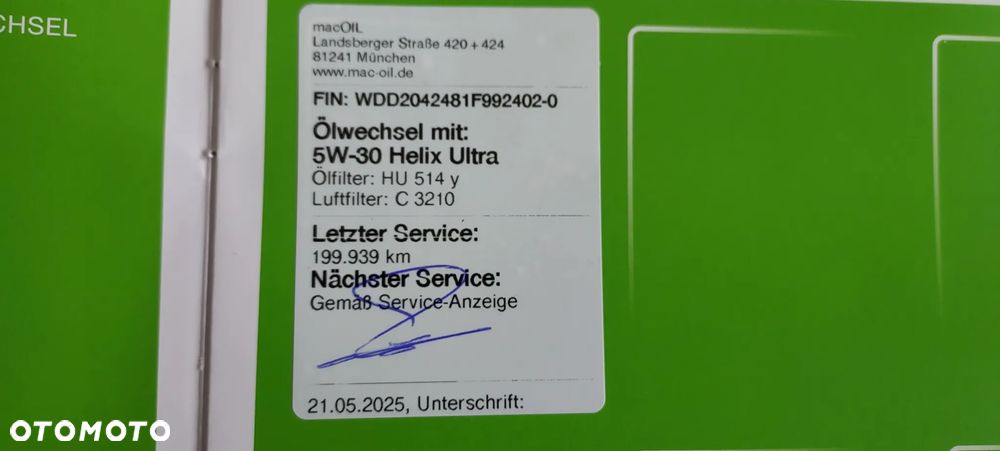 CHSEL
macOIL
Landsberger Straße 420 + 424
81241 München
www.mac-oil.de
FIN: WDD2042481F992402-0
Ölwechsel mit:
5W-30 Helix Ultra
Ölfilter: HU 514 y
Luftfilter: C 3210
Letzter Service:
199.939 km
Nächster Service:
Gemäß Service-Anzeige
21.05.2025, Unterschrift:
OTOMOTO